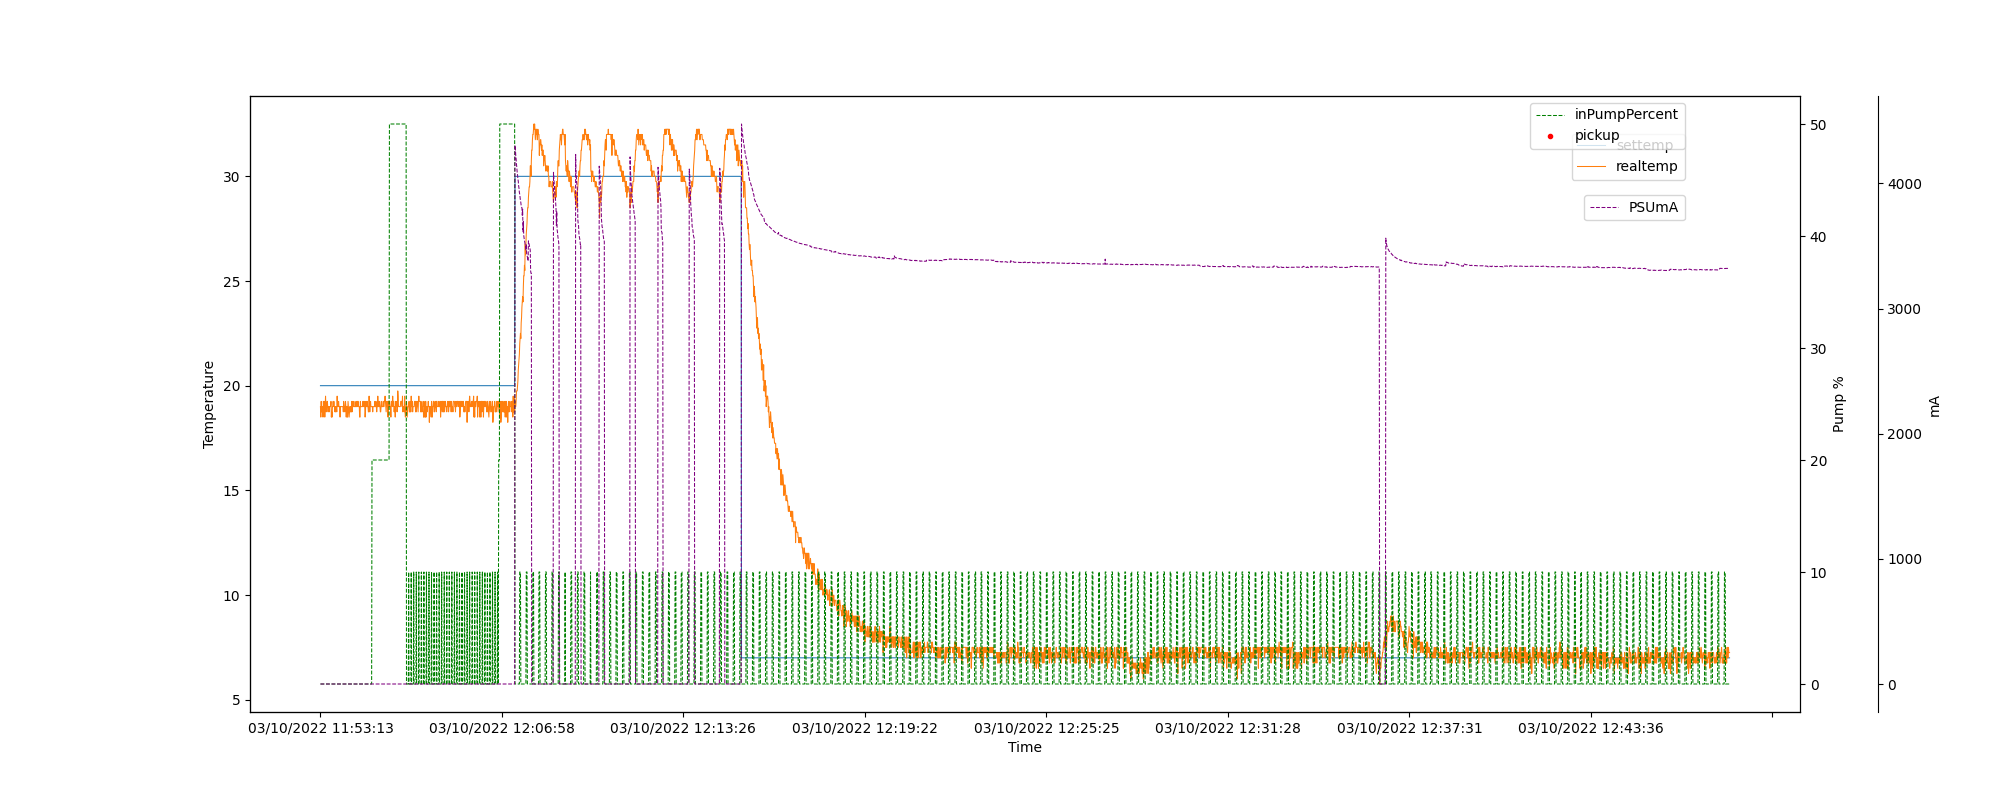 inPumpPercent
pickup
settemp
realtemp
PSUmA
30
25
20
15
10
5
Temperature
50
40
30
20
10
0
Pump %
4000
3000
2000
1000
0
mA
03/10/2022 11:53:13
03/10/2022 12:06:58
03/10/2022 12:13:26
03/10/2022 12:19:22
03/10/2022 12:25:25
03/10/2022 12:31:28
03/10/2022 12:37:31
03/10/2022 12:43:36
Time